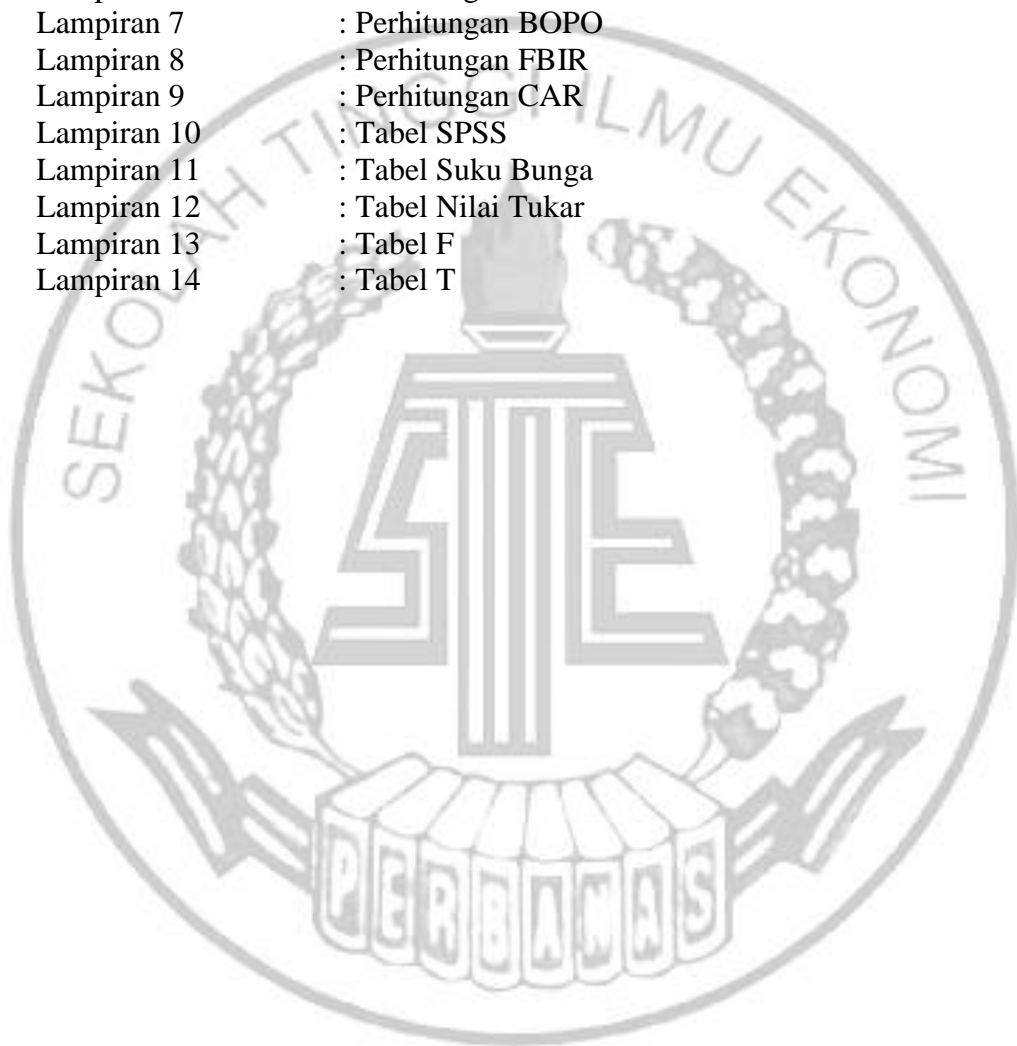 Lampiran 7 : Perhitungan BOPO
Lampiran 8 : Perhitungan FBIR
Lampiran 9 : Perhitungan CAR
Lampiran 10 : Tabel SPSS
Lampiran 11 : Tabel Suku Bunga
Lampiran 12 : Tabel Nilai Tukar
Lampiran 13 : Tabel F
Lampiran 14 : Tabel T
SEKOLAH TINGGI ILMU EKONOMI
STIE
PERBANAS